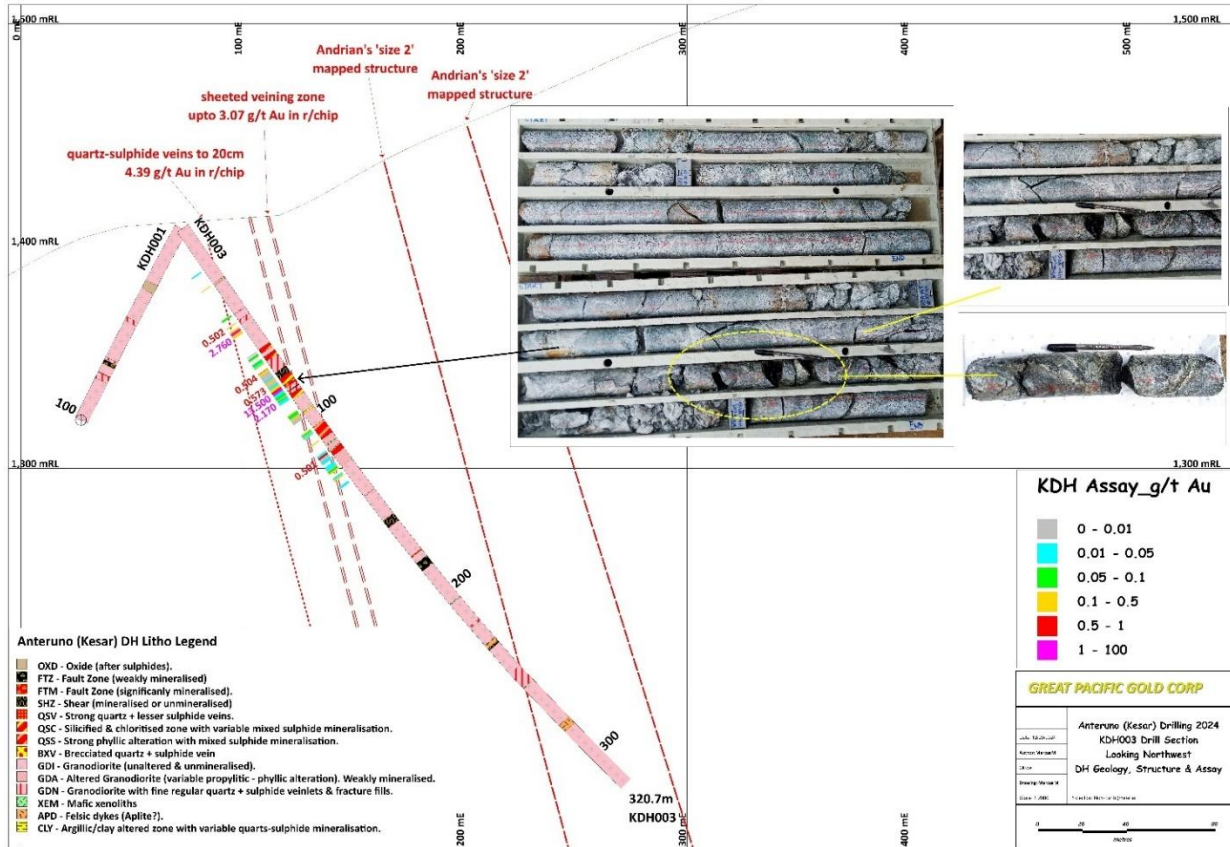 1,500 mRL
0 mE
100 mE
200 mE
300 mE
400 mE
500 mE
1,500 mRL
Andrian's 'size 2'
mapped structure
Andrian's 'size 2'
mapped structure
sheeted veining zone
upto 3.07 g/t Au in r/chip
quartz-sulphide veins to 20cm
4.39 g/t Au in r/chip
1,400 mRL
KDH001
KDH003
0.502
2.760
0.504
0.573
2.170
0.501
100
100
200
300
1,300 mRL
1,300 mRL
START
END
START
320.7m
KDH003
200 mE
400 mE
KDH Assay_g/t Au
0 - 0.01
0.01 - 0.05
0.05 - 0.1
0.1 - 0.5
0.5 - 1
1 - 100
Anteruno (Kesar) DH Litho Legend
OXD - Oxide (after sulphides).
FTZ - Fault Zone (weakly mineralised)
FTM - Fault Zone (significanly mineralised).
SHZ - Shear (mineralised or unmineralised)
QSV - Strong quartz + lesser sulphide veins.
QSC - Silicified & chloritised zone with variable mixed sulphide mineralisation.
QSS - Strong phyllic alteration with mixed sulphide mineralisation.
BXV - Brecciated quartz + sulphide vein
GDI - Granodiorite (unaltered & unmineralised).
GDA - Altered Granodiorite (variable propylitic - phyllic alteration). Weakly mineralised.
GDN - Granodiorite with fine regular quartz + sulphide veinlets & fracture fills.
XEM - Mafic xenoliths
APD - Felsic dykes (Aplite?).
CLY - Argillic/clay altered zone with variable quarts-sulphide mineralisation.
GREAT PACIFIC GOLD CORP
Anteruno (Kesar) Drilling 2024
KDH003 Drill Section
Looking Northwest
DH Geology, Structure & Assay
0 20 40 80
metres